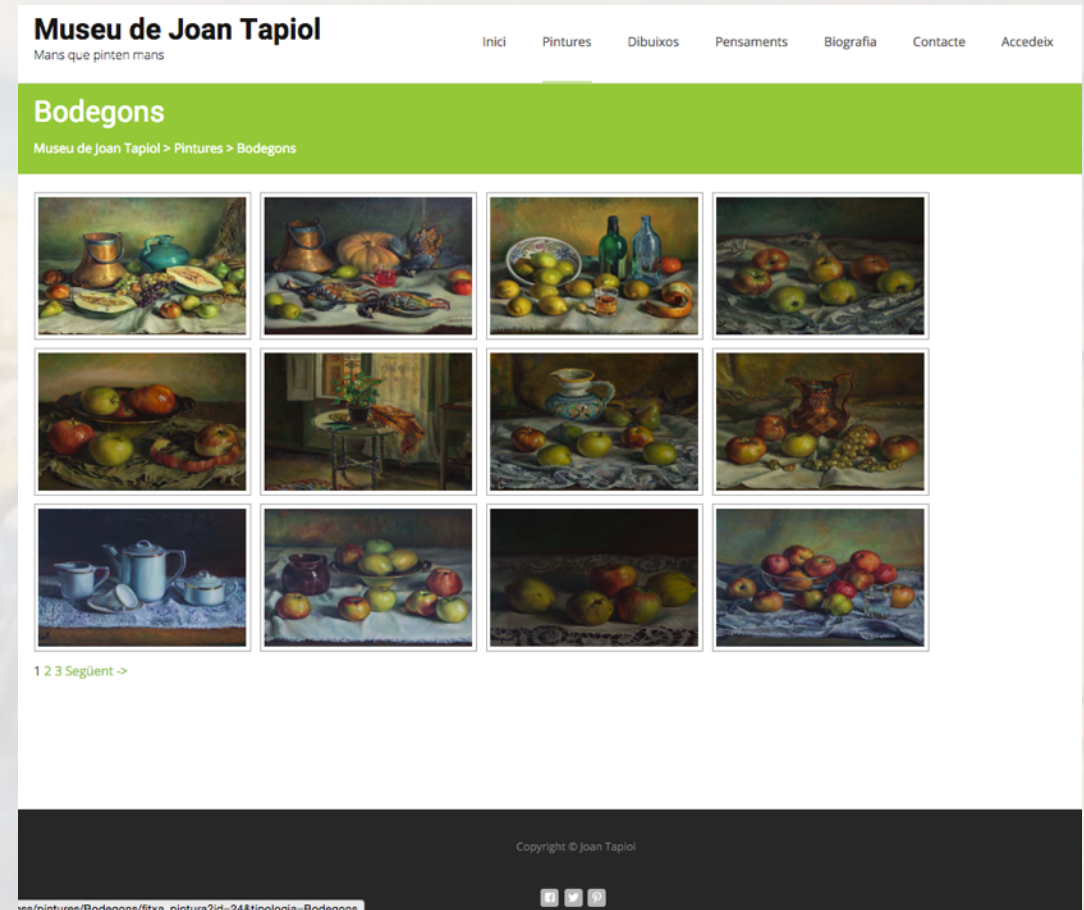 Museu de Joan Tapiol
Mans que pinten mans
Inici Pintures Dibuixos Pensaments Biografia Contacte Accedeix
Bodegons
Museu de Joan Tapiol > Pintures > Bodegons
1 2 3 Següent ->
Copyright © Joan Tapiol
/pintures/Bodegons/fitxa_pintura?id=24&tipologia=Bodegons